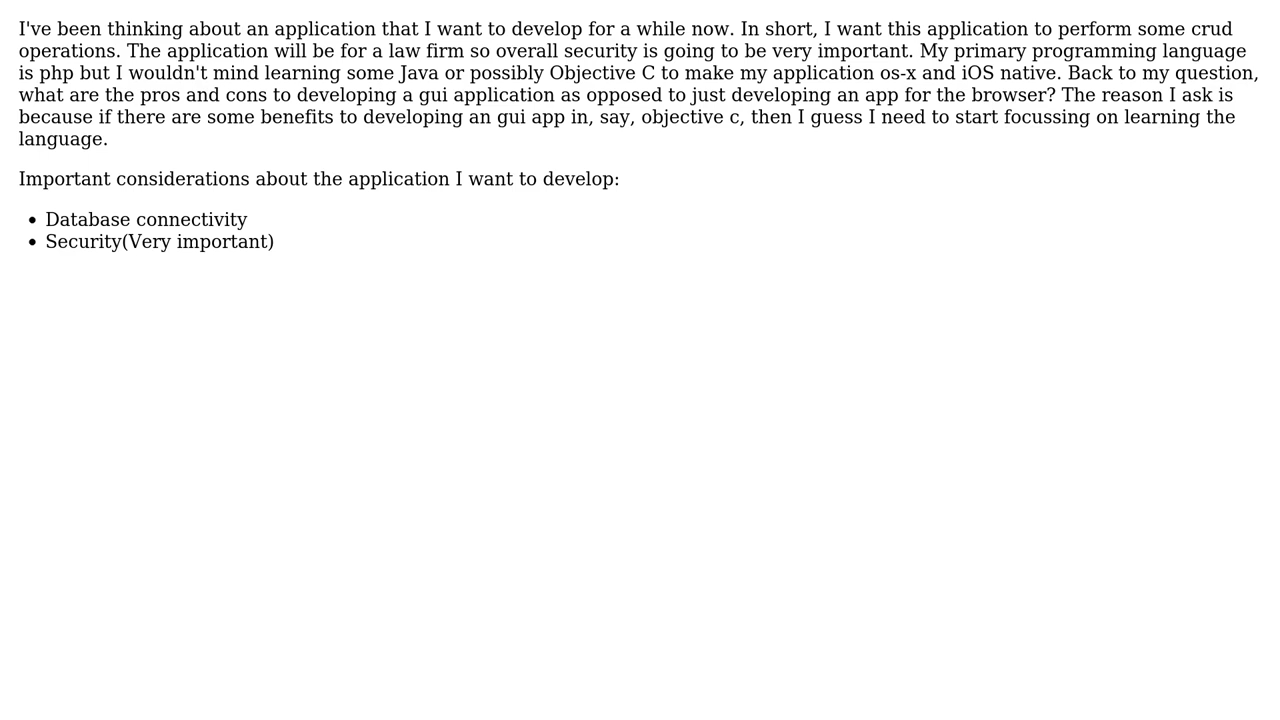 I've been thinking about an application that I want to develop for a while now. In short, I want this application to perform some crud
operations. The application will be for a law firm so overall security is going to be very important. My primary programming language
is php but I wouldn't mind learning some Java or possibly Objective C to make my application os-x and iOS native. Back to my question,
what are the pros and cons to developing a gui application as opposed to just developing an app for the browser? The reason I ask is
because if there are some benefits to developing an gui app in, say, objective c, then I guess I need to start focussing on learning the
language.
Important considerations about the application I want to develop:
• Database connectivity
• Security(Very important)